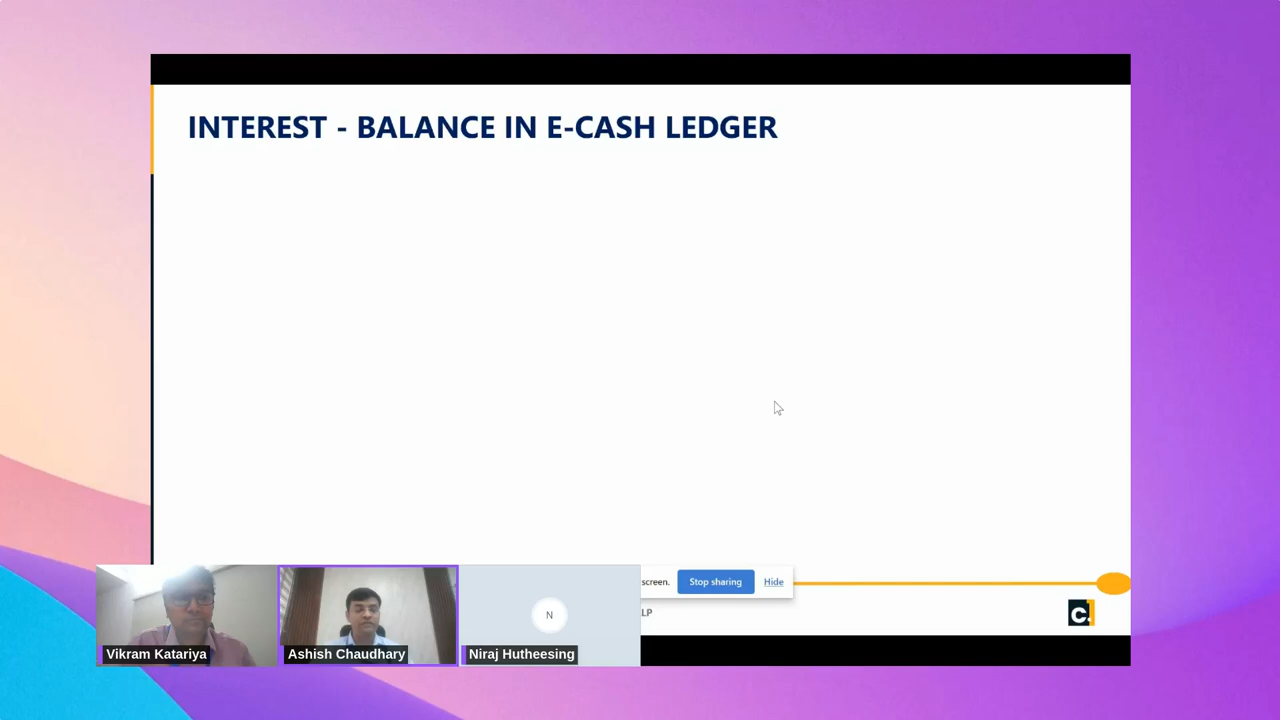 INTEREST - BALANCE IN E-CASH LEDGER
screen.
Stop sharing
Hide
LP
c.
N
Vikram Katariya
Ashish Chaudhary
Niraj Hutheesing